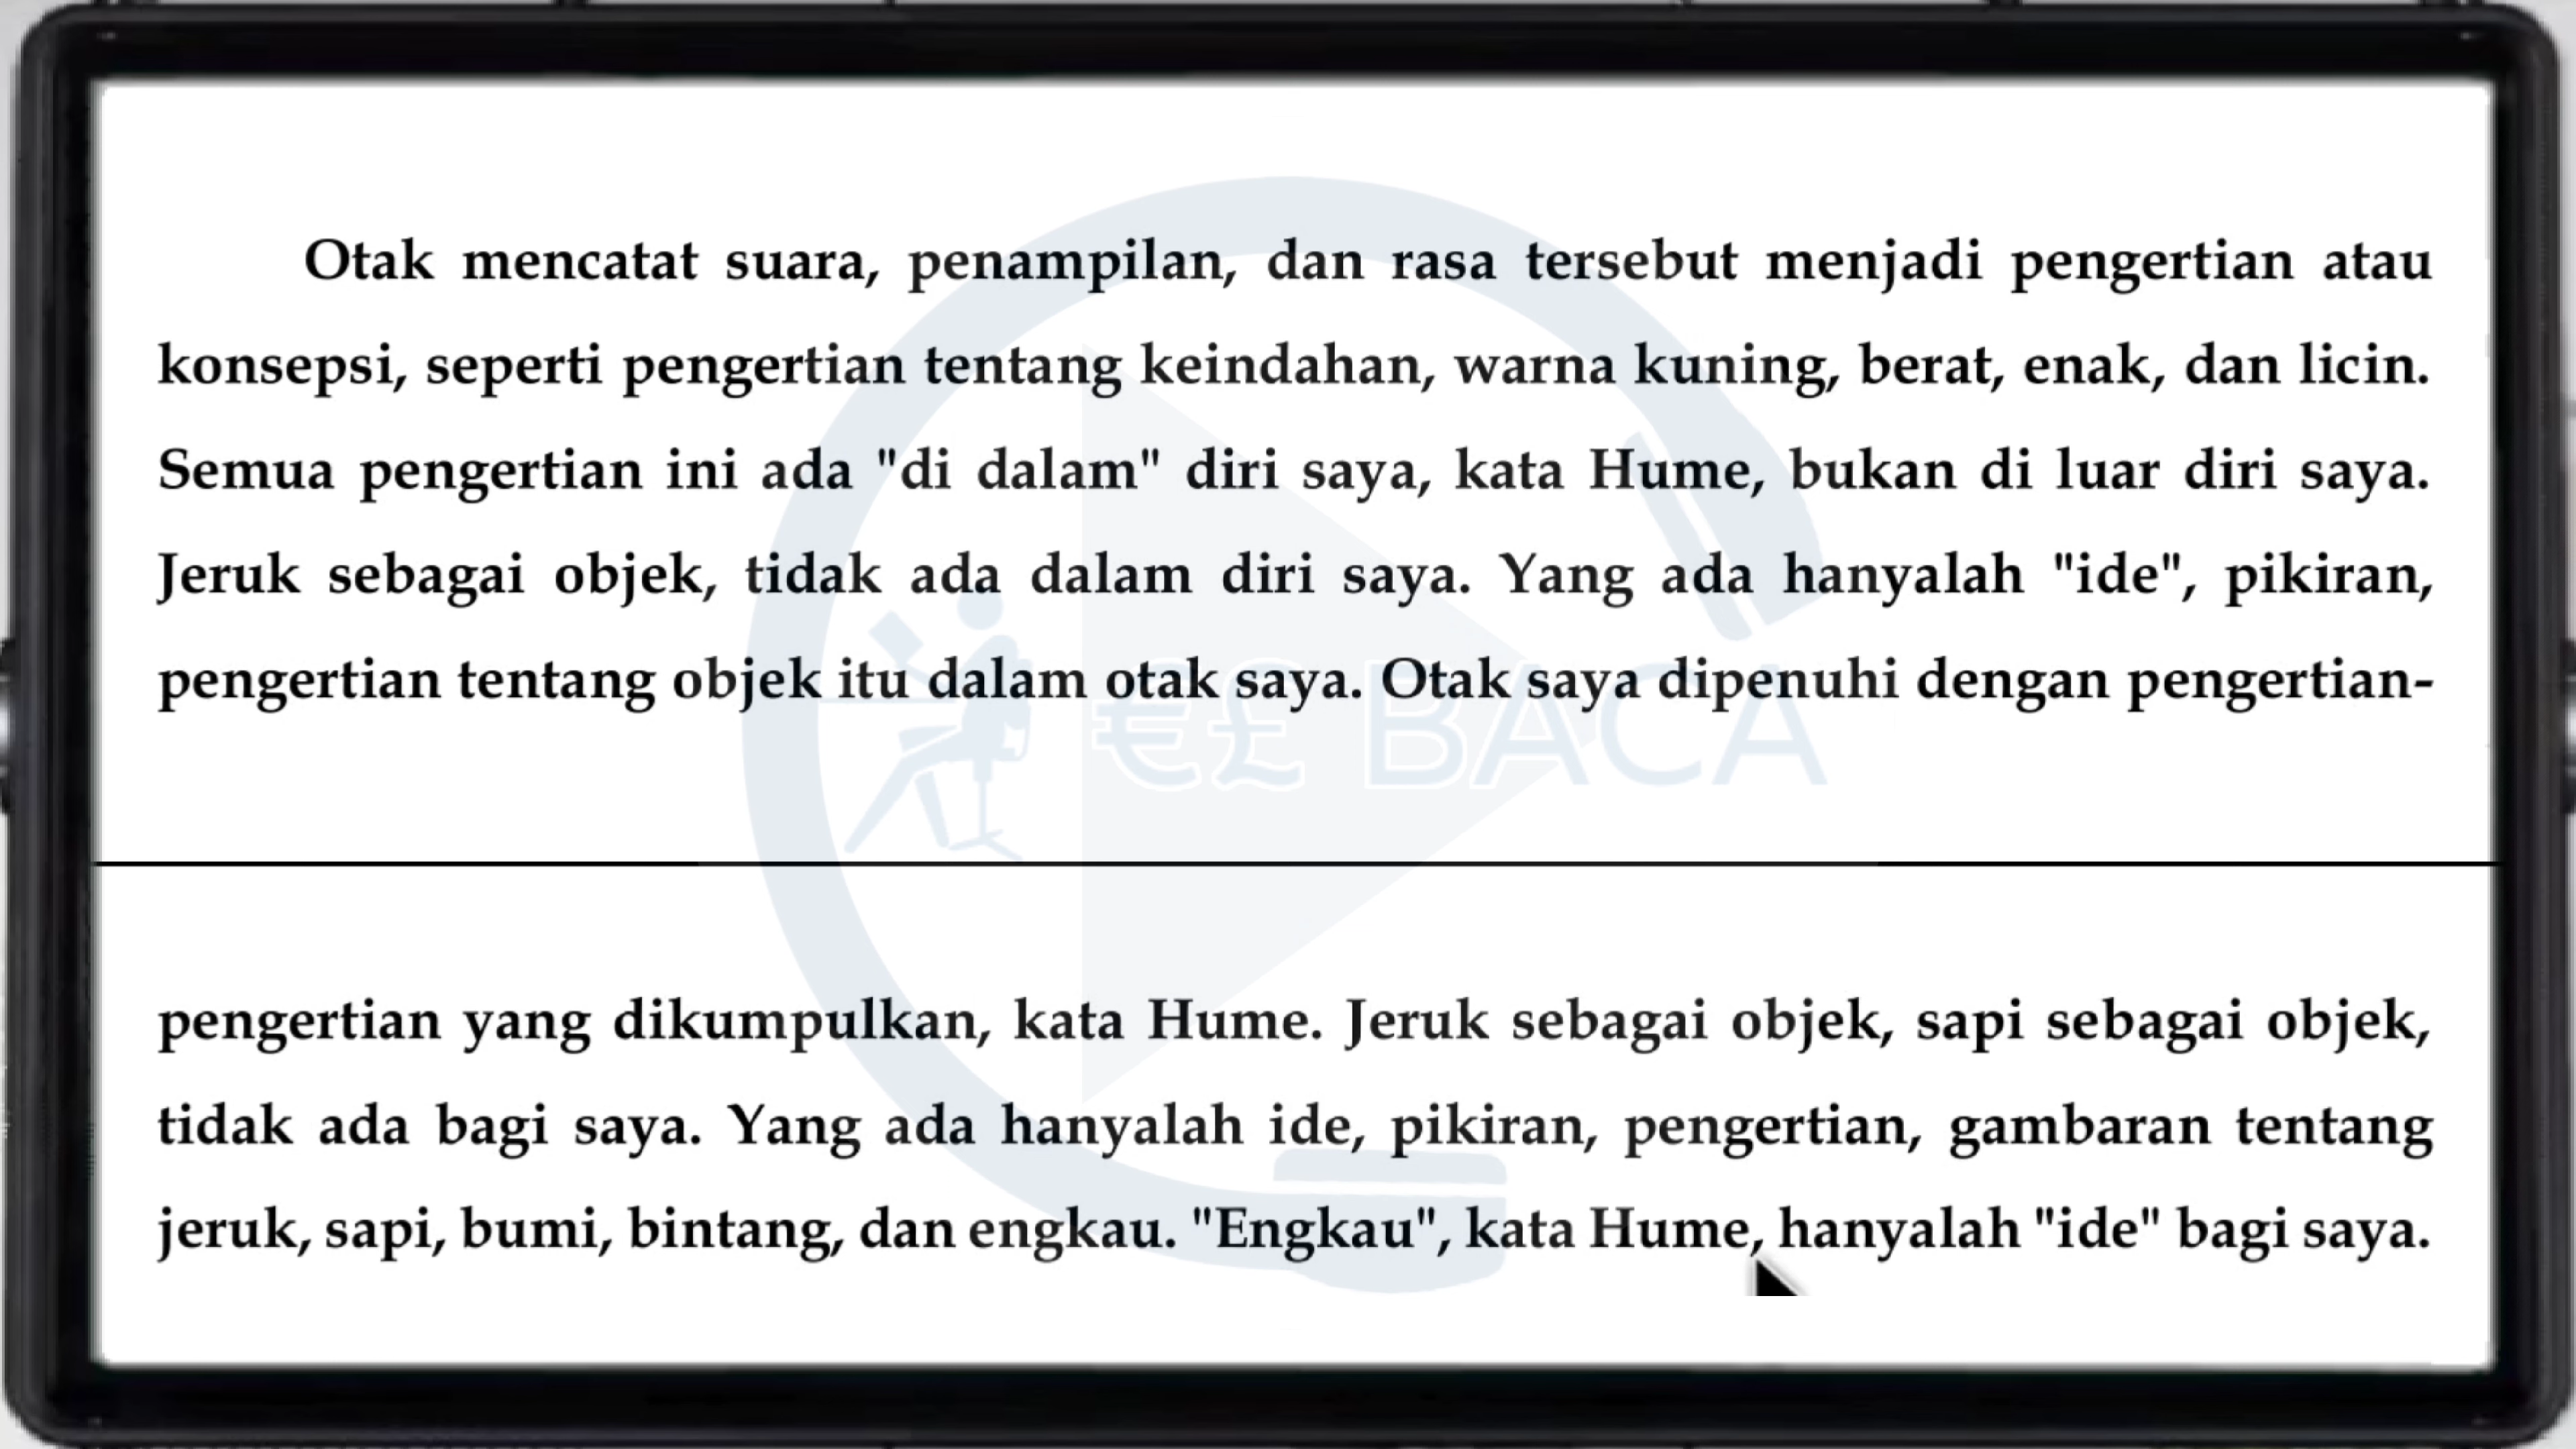 Otak mencatat suara, penampilan, dan rasa tersebut menjadi pengertian atau
konsepsi, seperti pengertian tentang keindahan, warna kuning, berat, enak, dan licin.
Semua pengertian ini ada "di dalam" diri saya, kata Hume, bukan di luar diri saya.
Jeruk sebagai objek, tidak ada dalam diri saya. Yang ada hanyalah "ide", pikiran,
pengertian tentang objek itu dalam otak saya. Otak saya dipenuhi dengan pengertian-
€£ BACA
pengertian yang dikumpulkan, kata Hume. Jeruk sebagai objek, sapi sebagai objek,
tidak ada bagi saya. Yang ada hanyalah ide, pikiran, pengertian, gambaran tentang
jeruk, sapi, bumi, bintang, dan engkau. "Engkau", kata Hume, hanyalah "ide" bagi saya.